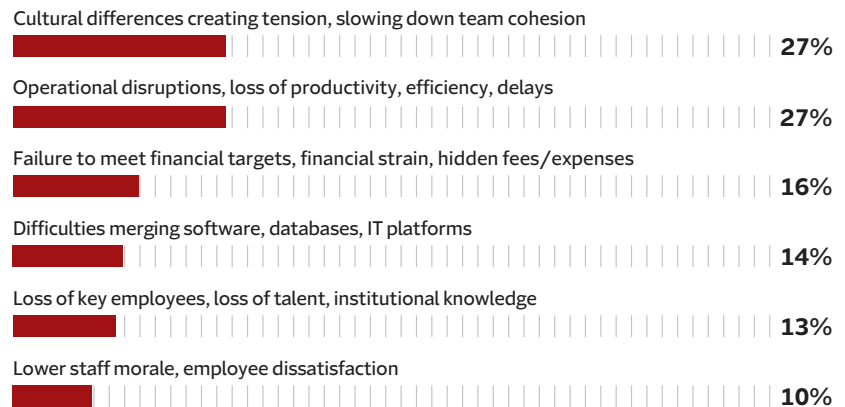 Cultural differences creating tension, slowing down team cohesion
27%
Operational disruptions, loss of productivity, efficiency, delays
27%
Failure to meet financial targets, financial strain, hidden fees/expenses
16%
Difficulties merging software, databases, IT platforms
14%
Loss of key employees, loss of talent, institutional knowledge
13%
Lower staff morale, employee dissatisfaction
10%